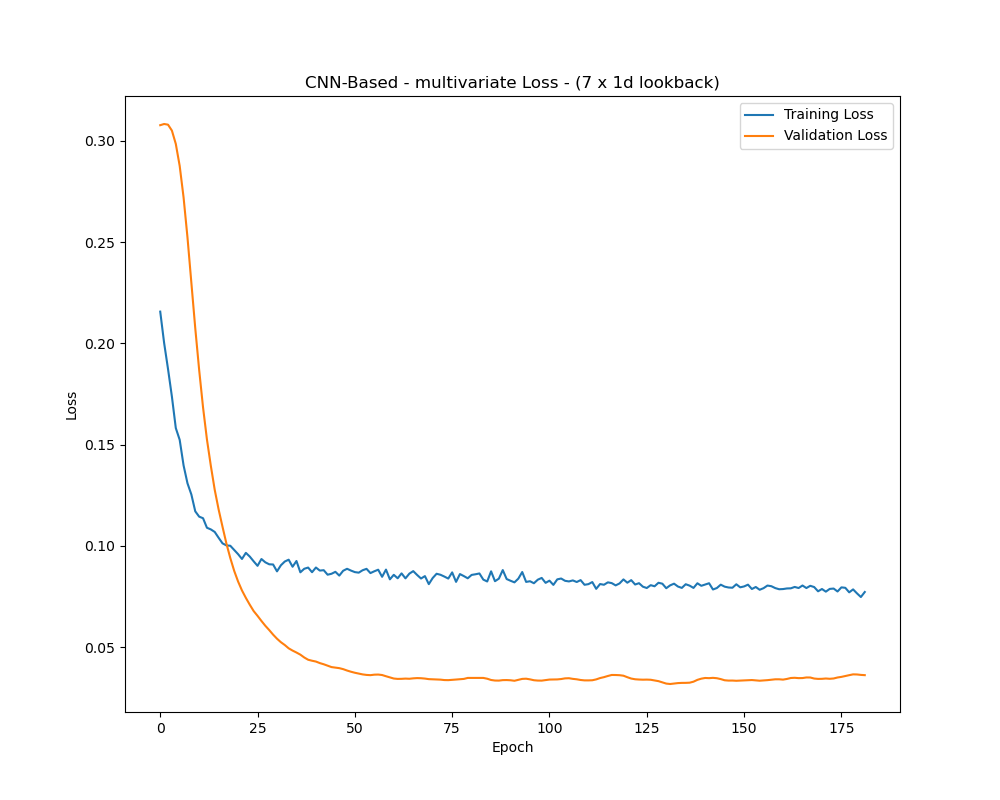 CNN-Based - multivariate Loss - (7 x 1d lookback)
Training Loss
Validation Loss
0.30
0.25
0.20
0.15
0.10
0.05
Loss
0
25
50
75
100
125
150
175
Epoch